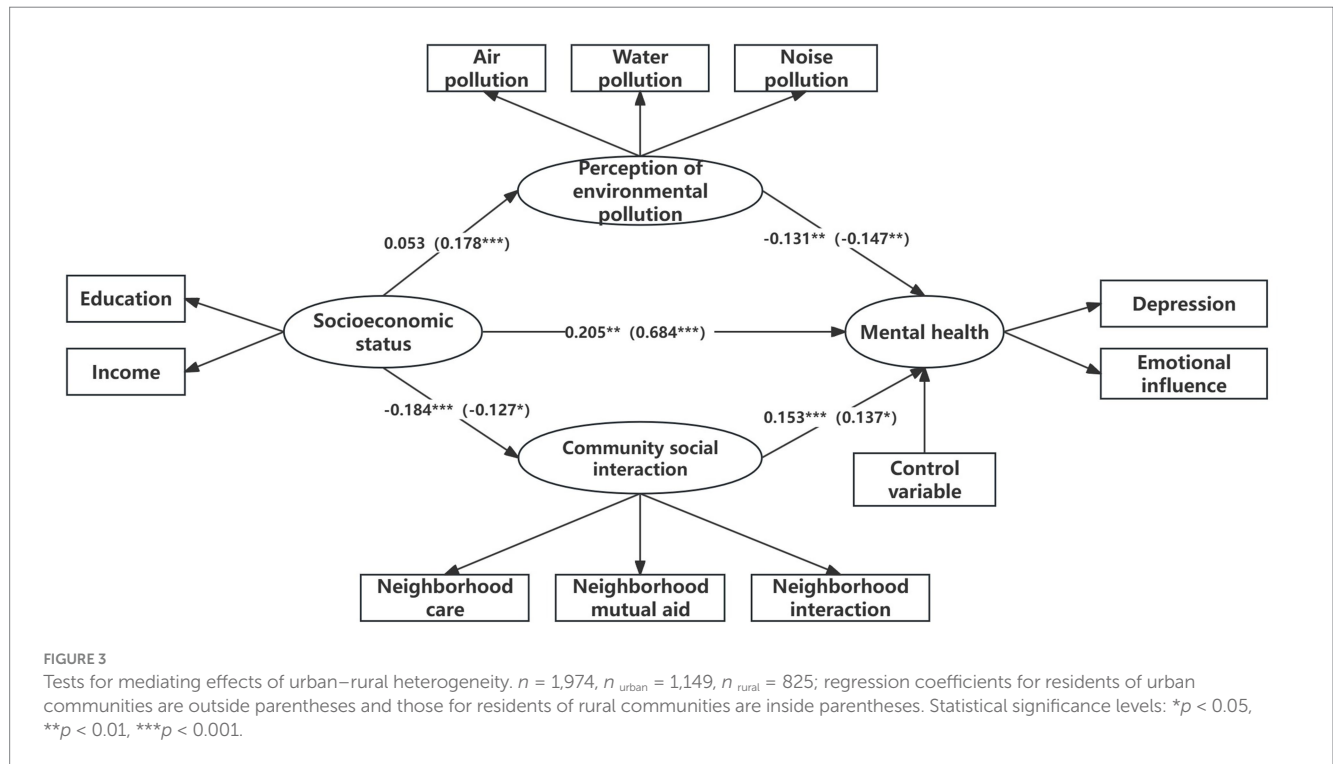 Air
pollution
Water
pollution
Noise
pollution
Perception of
environmental
pollution
0.053 (0.178***)
-0.131** (-0.147**)
Education
Income
Socioeconomic
status
0.205** (0.684***)
Mental health
Depression
Emotional
influence
-0.184*** (-0.127*)
0.153*** (0.137*)
Community social
interaction
Control
variable
Neighborhood
care
Neighborhood
mutual aid
Neighborhood
interaction
FIGURE 3
Tests for mediating effects of urban–rural heterogeneity. n = 1,974, n urban = 1,149, n rural = 825; regression coefficients for residents of urban
communities are outside parentheses and those for residents of rural communities are inside parentheses. Statistical significance levels: *p < 0.05,
**p < 0.01, ***p < 0.001.